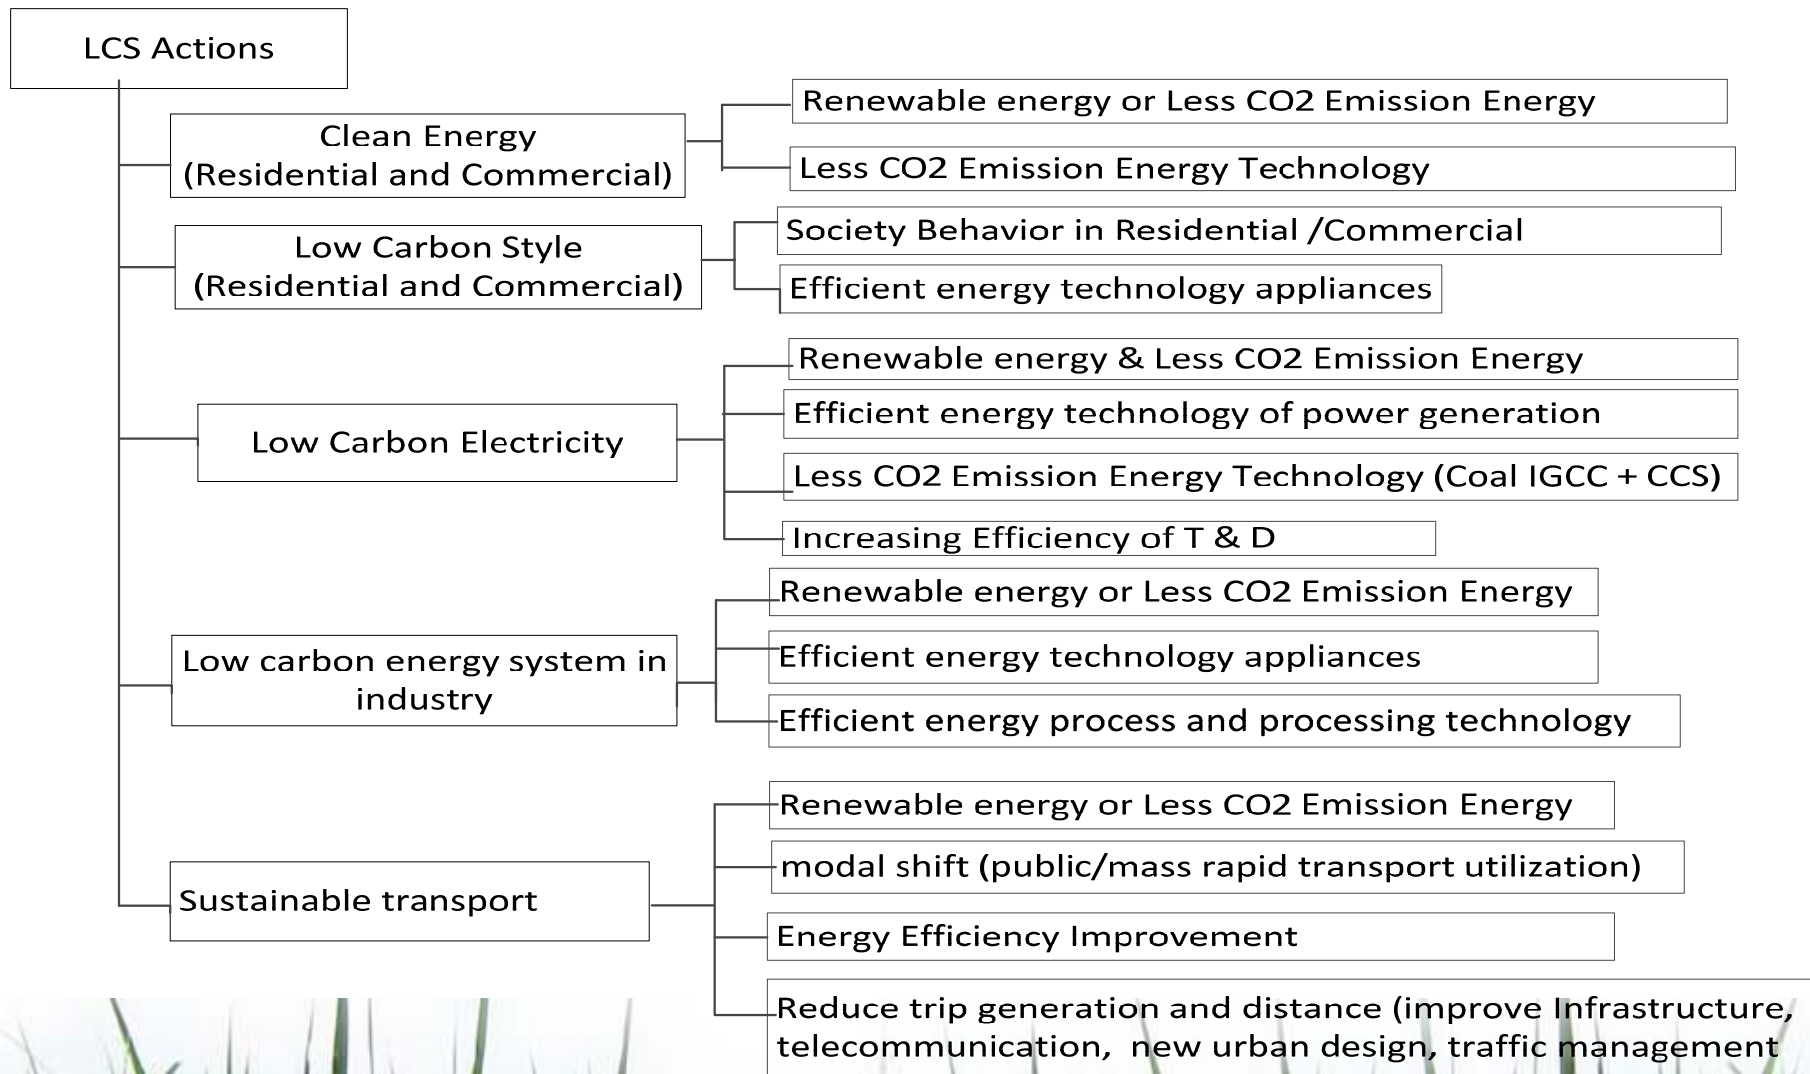 LCS Actions
Clean Energy
(Residential and Commercial)
Renewable energy or Less CO2 Emission Energy
Less CO2 Emission Energy Technology
Low Carbon Style
(Residential and Commercial)
Society Behavior in Residential /Commercial
Efficient energy technology appliances
Low Carbon Electricity
Renewable energy & Less CO2 Emission Energy
Efficient energy technology of power generation
Less CO2 Emission Energy Technology (Coal IGCC + CCS)
Increasing Efficiency of T & D
Low carbon energy system in
industry
Renewable energy or Less CO2 Emission Energy
Efficient energy technology appliances
Efficient energy process and processing technology
Sustainable transport
Renewable energy or Less CO2 Emission Energy
modal shift (public/mass rapid transport utilization)
Energy Efficiency Improvement
Reduce trip generation and distance (improve Infrastructure,
telecommunication, new urban design, traffic management